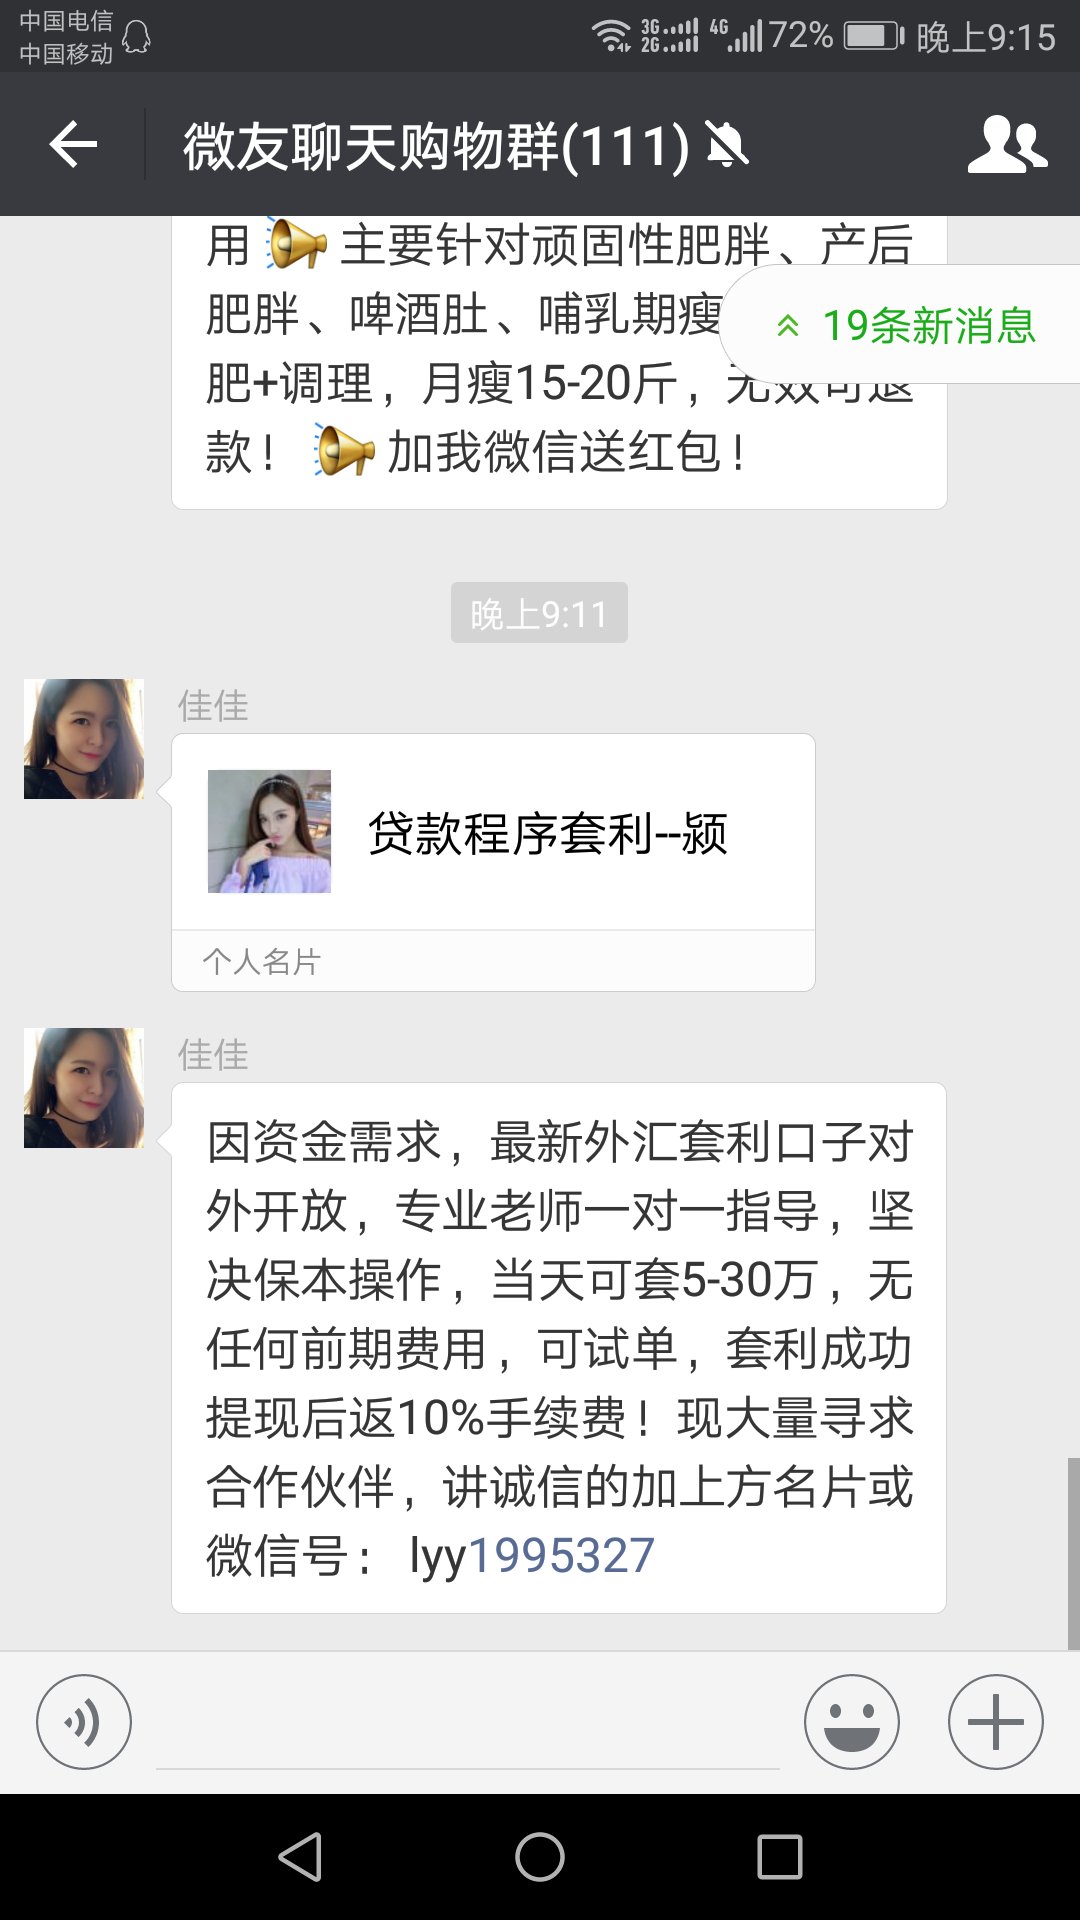 中国电信
中国移动
3G
2G
4G
72%
晚上9:15
微友聊天购物群(111)
用 主要针对顽固性肥胖、产后
肥胖、啤酒肚、哺乳期瘦
19条新消息
肥+调理，月瘦15-20斤，无效可退
款！ 加我微信送红包！
晚上9:11
佳佳
贷款程序套利--颍
个人名片
佳佳
因资金需求，最新外汇套利口子对
外开放，专业老师一对一指导，坚
决保本操作，当天可套5-30万，无
任何前期费用，可试单，套利成功
提现后返10%手续费！现大量寻求
合作伙伴，讲诚信的加上方名片或
微信号： lyy1995327